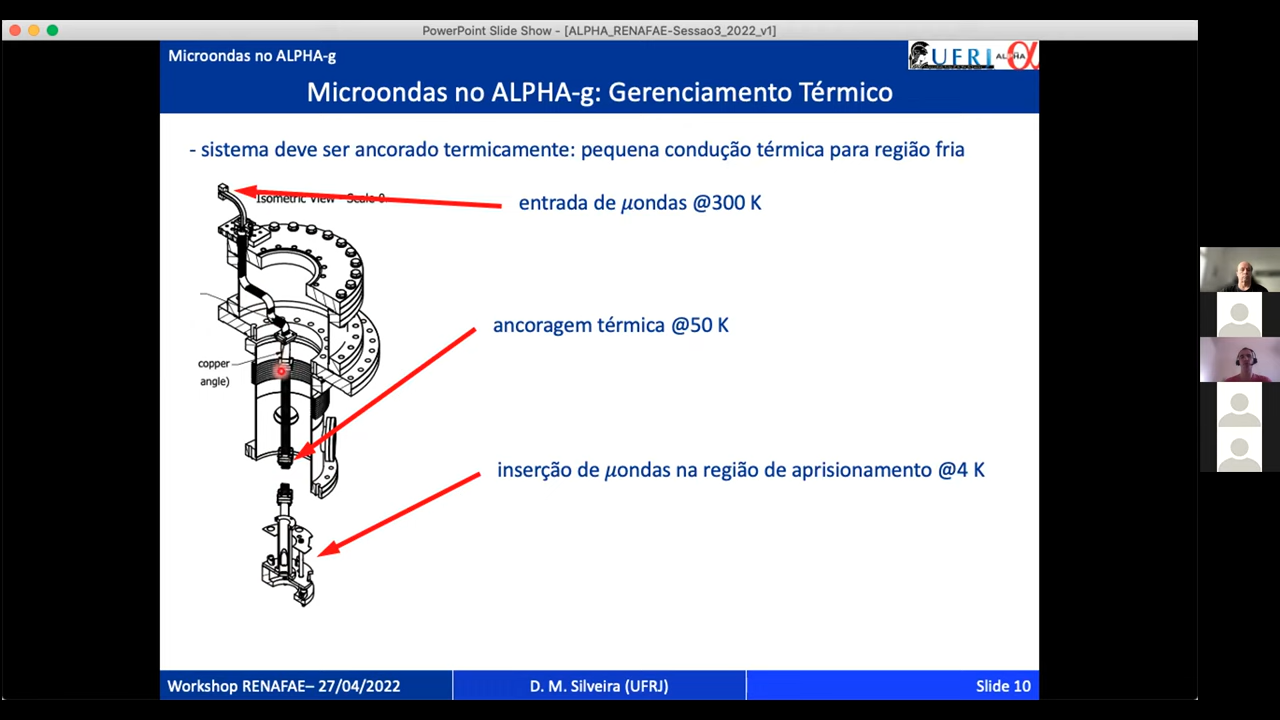 PowerPoint Slide Show - [ALPHA_RENAFAE-Sessao3_2022_v1]
Microondas no ALPHA-g
UFRJ ALPHA α
Microondas no ALPHA-g: Gerenciamento Térmico
- sistema deve ser ancorado termicamente: pequena condução térmica para região fria
Isometric View
entrada de μondas @300 K
ancoragem térmica @50 K
copper
angle)
inserção de μondas na região de aprisionamento @4 K
Workshop RENAFAE– 27/04/2022
D. M. Silveira (UFRJ)
Slide 10